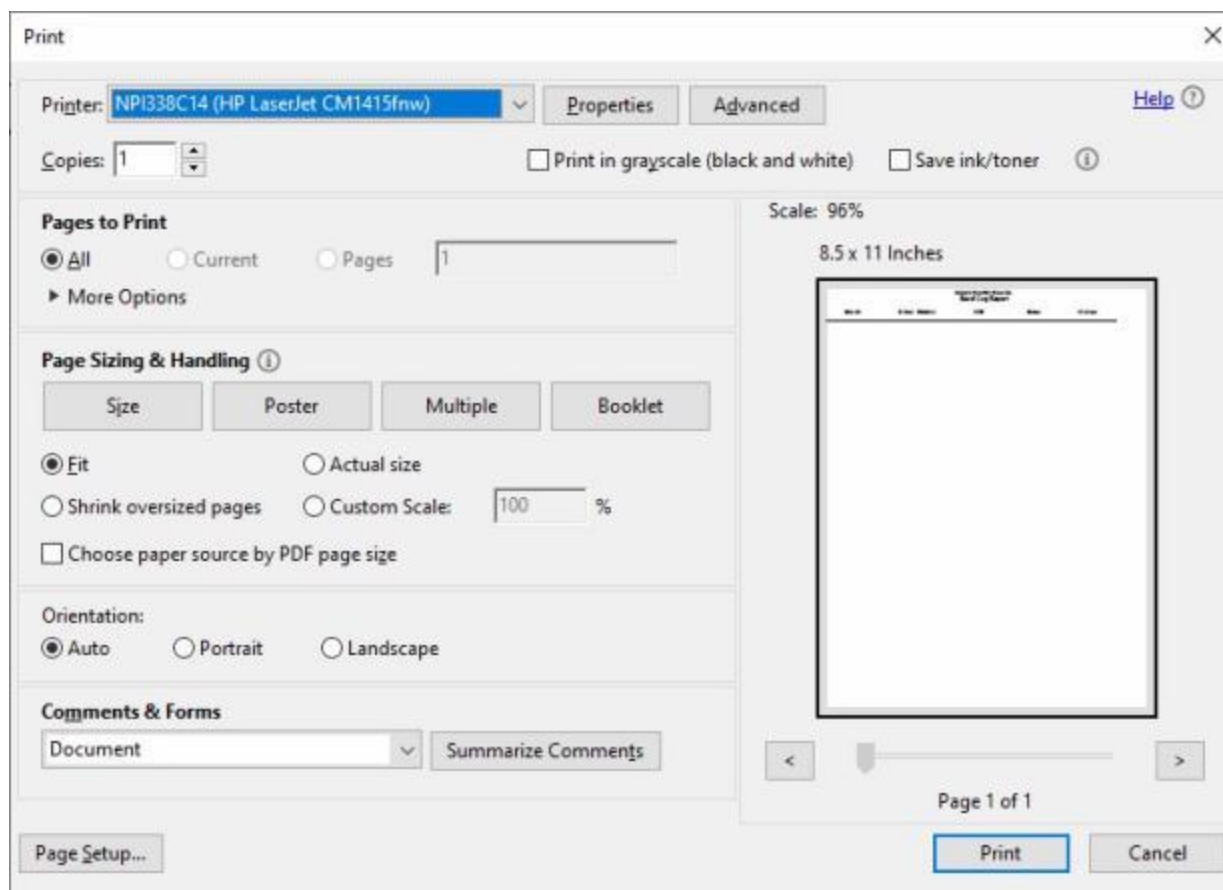 Print
Printer: NPI338C14 (HP LaserJet CM1415fnw) Properties Advanced Help
Copies: 1 Print in grayscale (black and white) Save ink/toner
Pages to Print
All Current Pages 1
More Options
Page Sizing & Handling
Size Poster Multiple Booklet
Fit Actual size
Shrink oversized pages Custom Scale: 100 %
Choose paper source by PDF page size
Orientation:
Auto Portrait Landscape
Comments & Forms
Document Summarize Comments
Page Setup...
Scale: 96%
8.5 x 11 Inches
< >
Page 1 of 1
Print Cancel